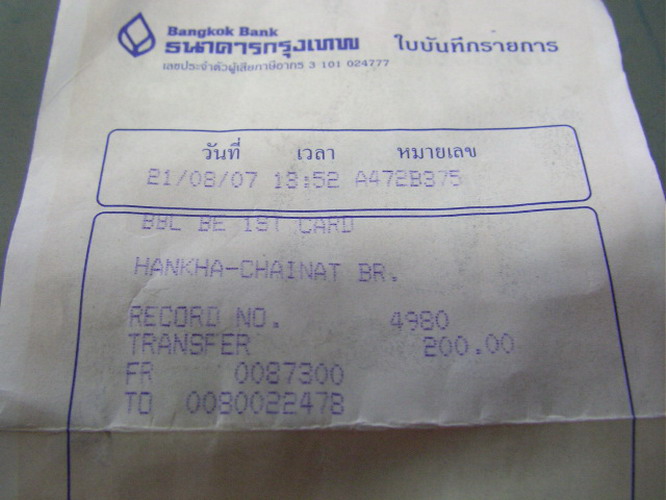 Bangkok Bank
ธนาคารกรุงเทพ ใบบันทึกรายการ
เลขประจำตัวผู้เสียภาษีอากร 3 101 024777
วันที่ เวลา หมายเลข
21/08/07 13:52 A472B375
BBL BE 1ST CARD
HANKHA-CHAINAT BR.
RECORD NO. 4980
TRANSFER 200.00
FR 0087300
TO 0080022478